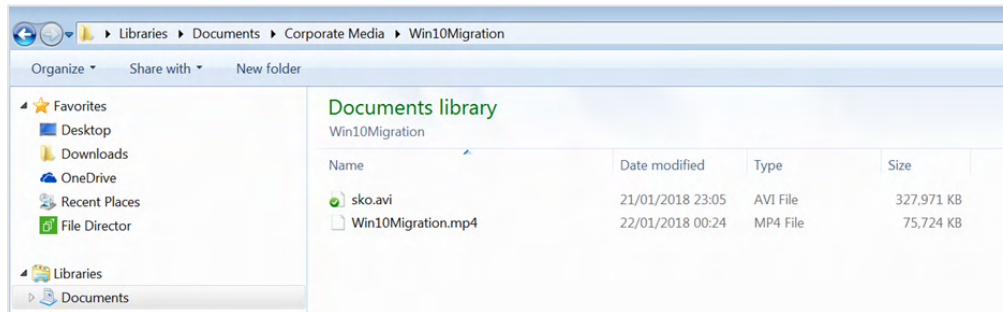 Libraries Documents Corporate Media Win10Migration
Organize Share with New folder
Favorites
Desktop
Downloads
OneDrive
Recent Places
File Director
Libraries
Documents
Documents library
Win10Migration
Name Date modified Type Size
sko.avi 21/01/2018 23:05 AVI File 327,971 KB
Win10Migration.mp4 22/01/2018 00:24 MP4 File 75,724 KB